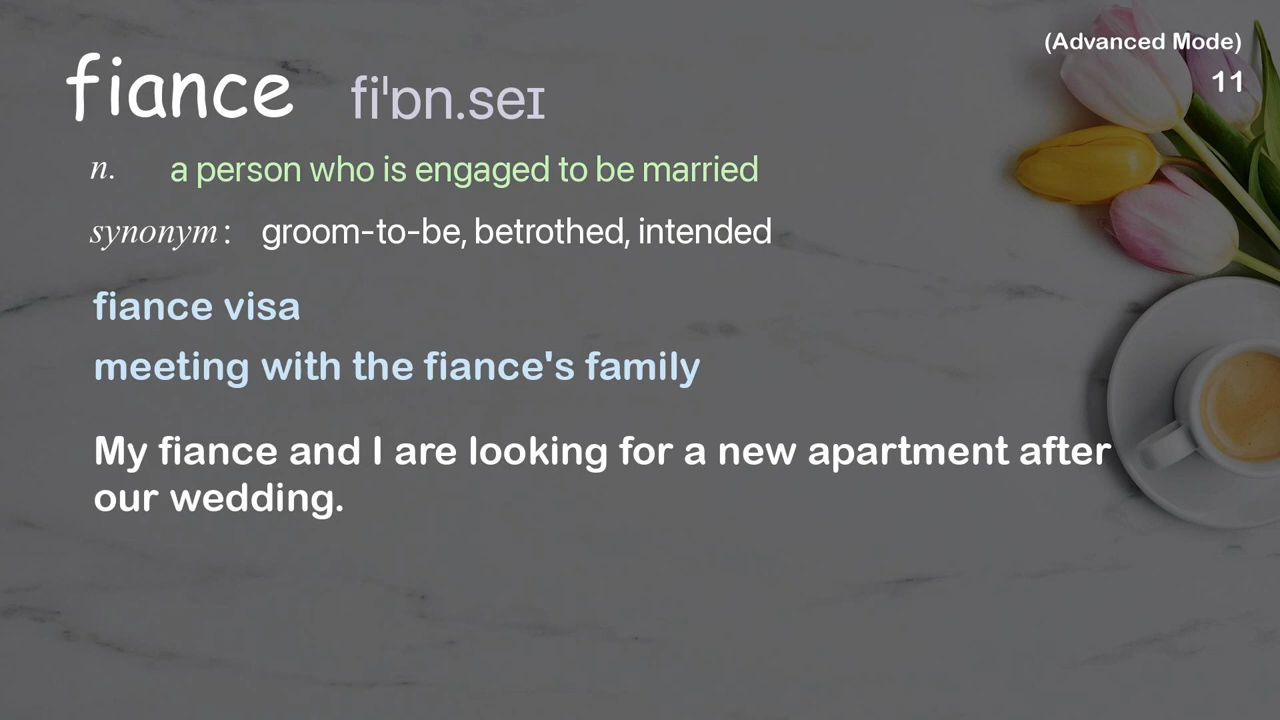 (Advanced Mode)
11
fiance fiˈɒn.seɪ
n. a person who is engaged to be married
synonym: groom-to-be, betrothed, intended
fiance visa
meeting with the fiance's family
My fiance and I are looking for a new apartment after
our wedding.